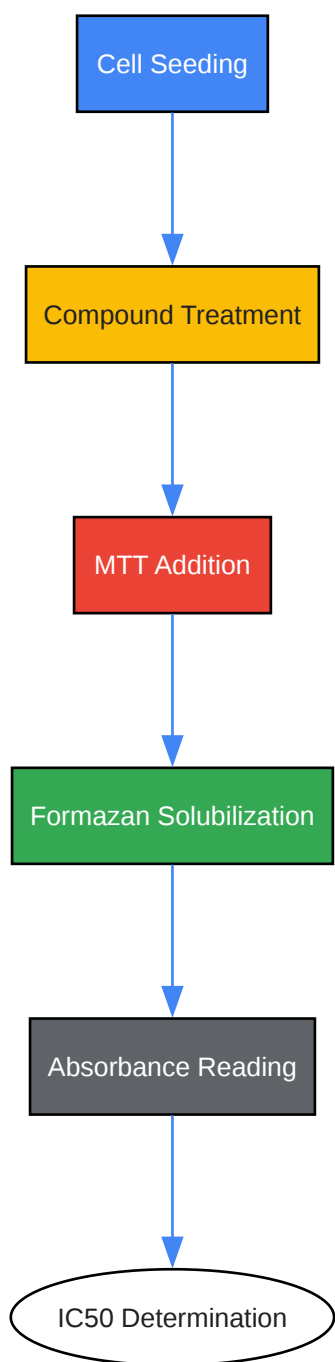 Cell Seeding
Compound Treatment
MTT Addition
Formazan Solubilization
Absorbance Reading
IC50 Determination